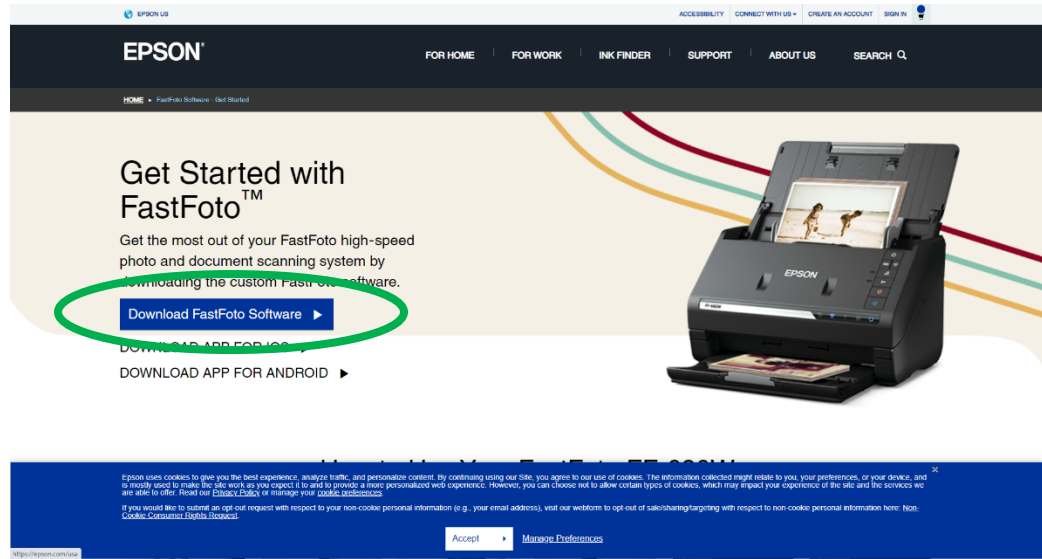 EPSON US
ACCESSIBILITY CONNECT WITH US CREATE AN ACCOUNT SIGN IN
EPSON®
FOR HOME FOR WORK INK FINDER SUPPORT ABOUT US SEARCH
HOME ▸ FastFoto Software - Get Started
Get Started with
FastFoto™
Get the most out of your FastFoto high-speed
photo and document scanning system by
downloading the custom FastFoto software.
Download FastFoto Software ▶
DOWNLOAD APP FOR IOS ▶
DOWNLOAD APP FOR ANDROID ▶
EPSON
Epson uses cookies to give you the best experience, analyze traffic, and personalize content. By continuing using our Site, you agree to our use of cookies. The information collected might relate to you, your preferences, or your device, and
is mostly used to make the site work as you expect it to and to provide a more personalized web experience. However, you can choose not to allow certain types of cookies, which may impact your experience of the site and the services we
are able to offer. Read our Privacy Policy or manage your cookie preferences.
If you would like to submit an opt-out request with respect to your non-cookie personal information (e.g., your email address), visit our webform to opt-out of sale/sharing/targeting with respect to non-cookie personal information here: Non-
Cookie Consumer Rights Request.
Accept ▸ Manage Preferences
https://epson.com/usa